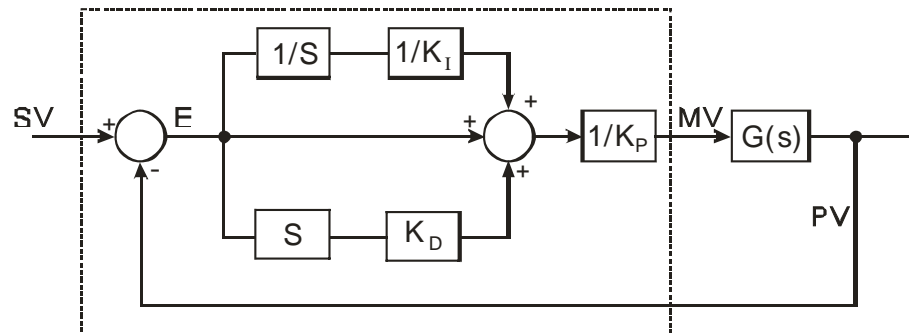 1/S
1/K_I
+
SV
+
E
+
1/K_P
MV
G(s)
-
+
PV
S
K_D